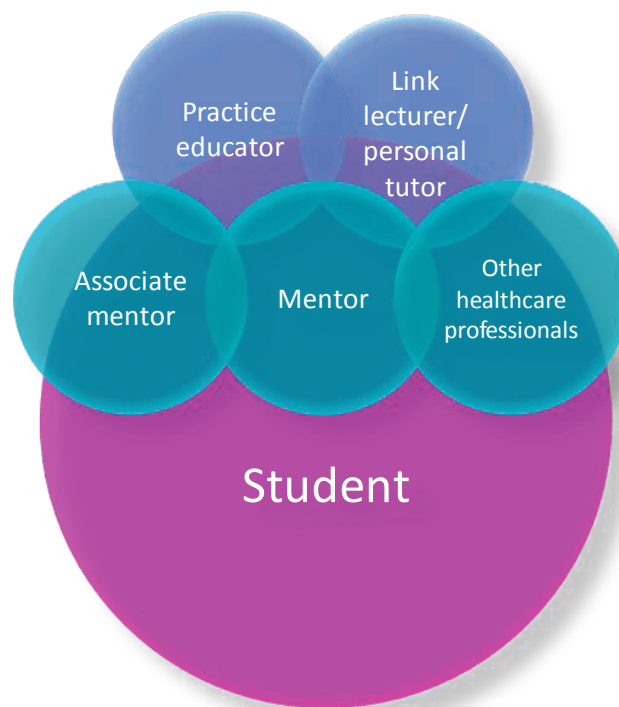 Practice
educator
Link
lecturer/
personal
tutor
Associate
mentor
Mentor
Other
healthcare
professionals
Student